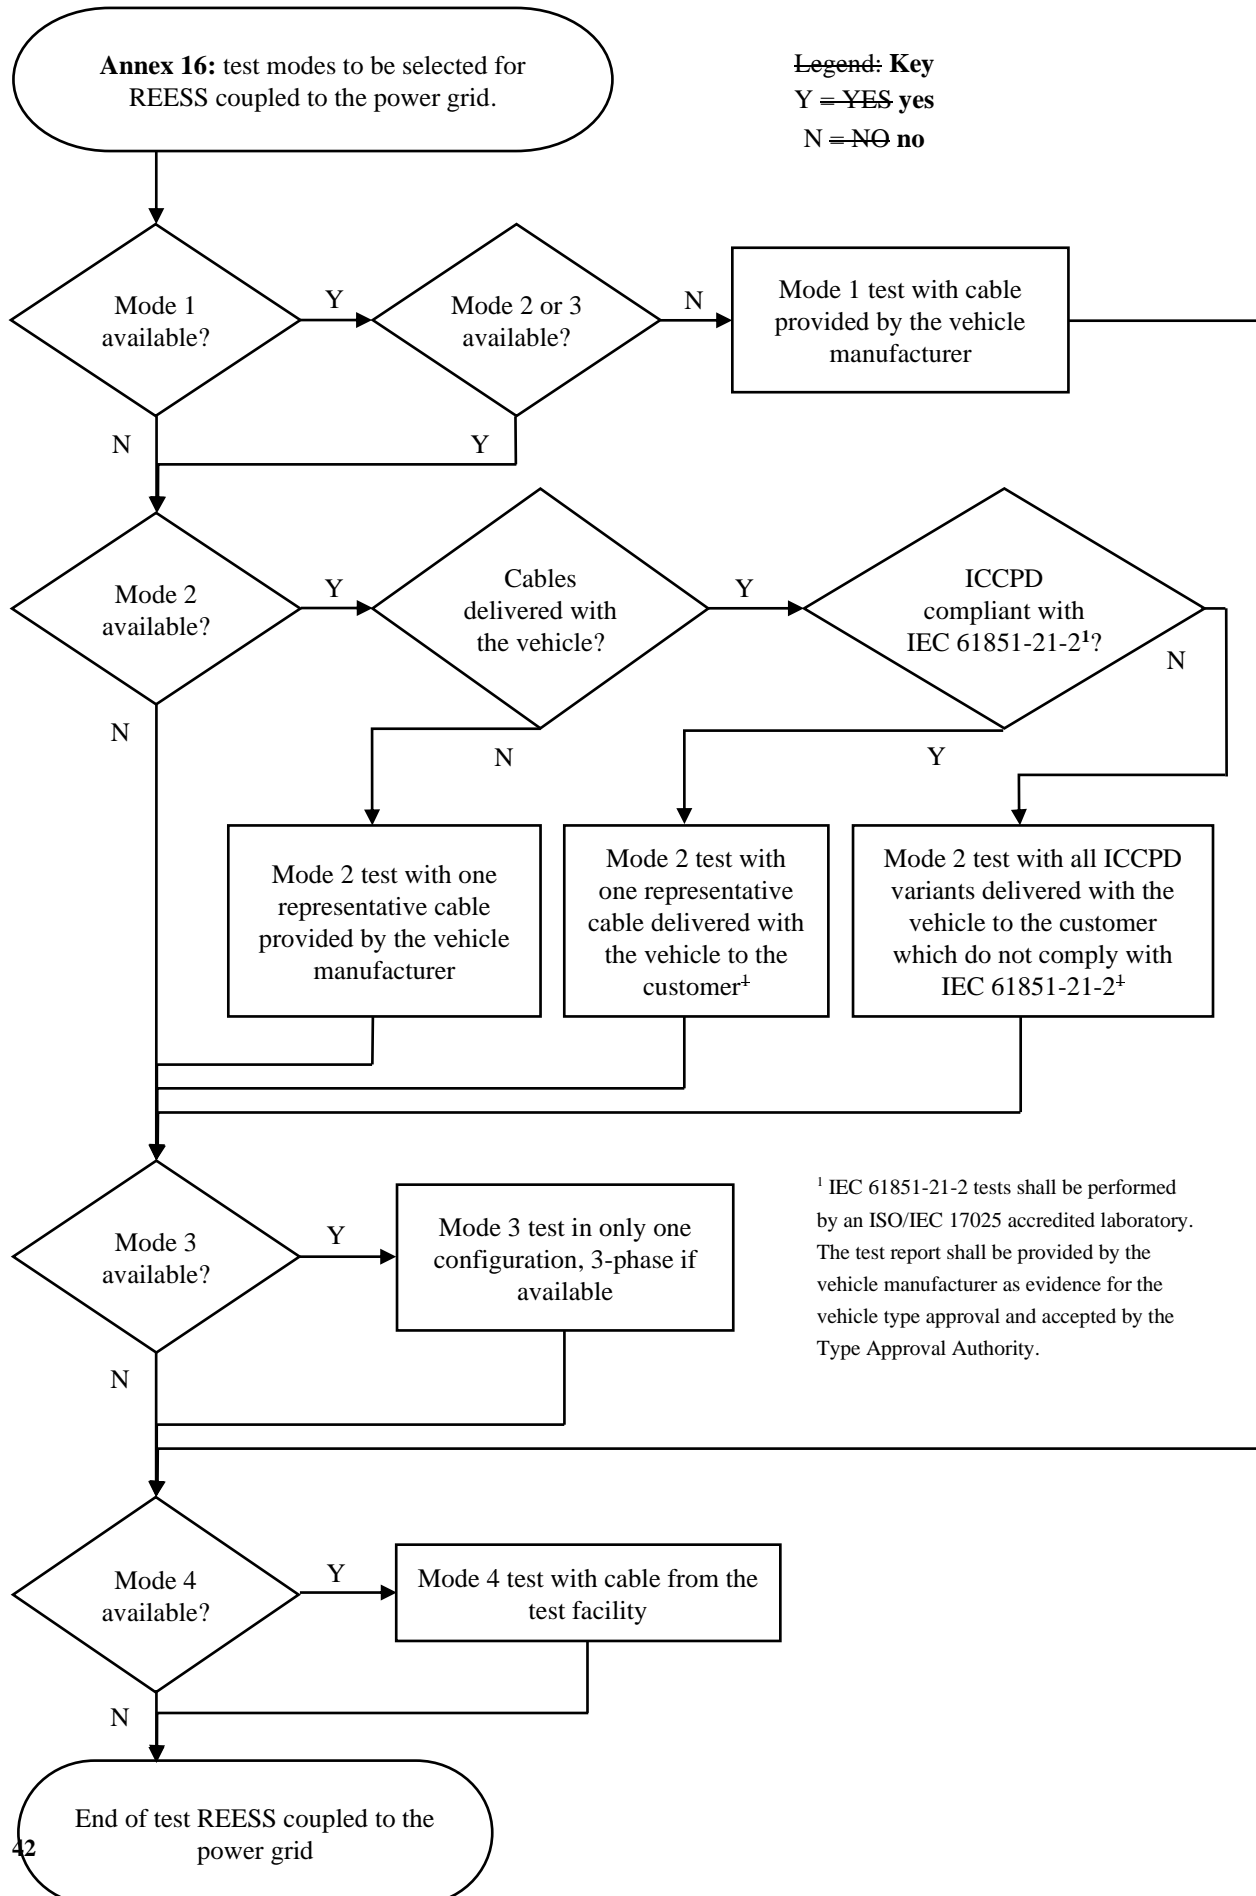 Annex 16: test modes to be selected for
REESS coupled to the power grid.
Legend: Key
Y = YES yes
N = NO no
Mode 1
available?
Y
Mode 2 or 3
available?
N
Mode 1 test with cable
provided by the vehicle
manufacturer
N
Y
Mode 2
available?
Y
Cables
delivered with
the vehicle?
Y
ICCPD
compliant with
IEC 61851-21-2¹?
N
N
N
Y
Mode 2 test with one
representative cable
provided by the vehicle
manufacturer
Mode 2 test with
one representative
cable delivered with
the vehicle to the
customer¹
Mode 2 test with all ICCPD
variants delivered with the
vehicle to the customer
which do not comply with
IEC 61851-21-2¹
Mode 3
available?
Y
Mode 3 test in only one
configuration, 3-phase if
available
N
¹ IEC 61851-21-2 tests shall be performed
by an ISO/IEC 17025 accredited laboratory.
The test report shall be provided by the
vehicle manufacturer as evidence for the
vehicle type approval and accepted by the
Type Approval Authority.
Mode 4
available?
Y
Mode 4 test with cable from the
test facility
N
End of test REESS coupled to the
power grid
42